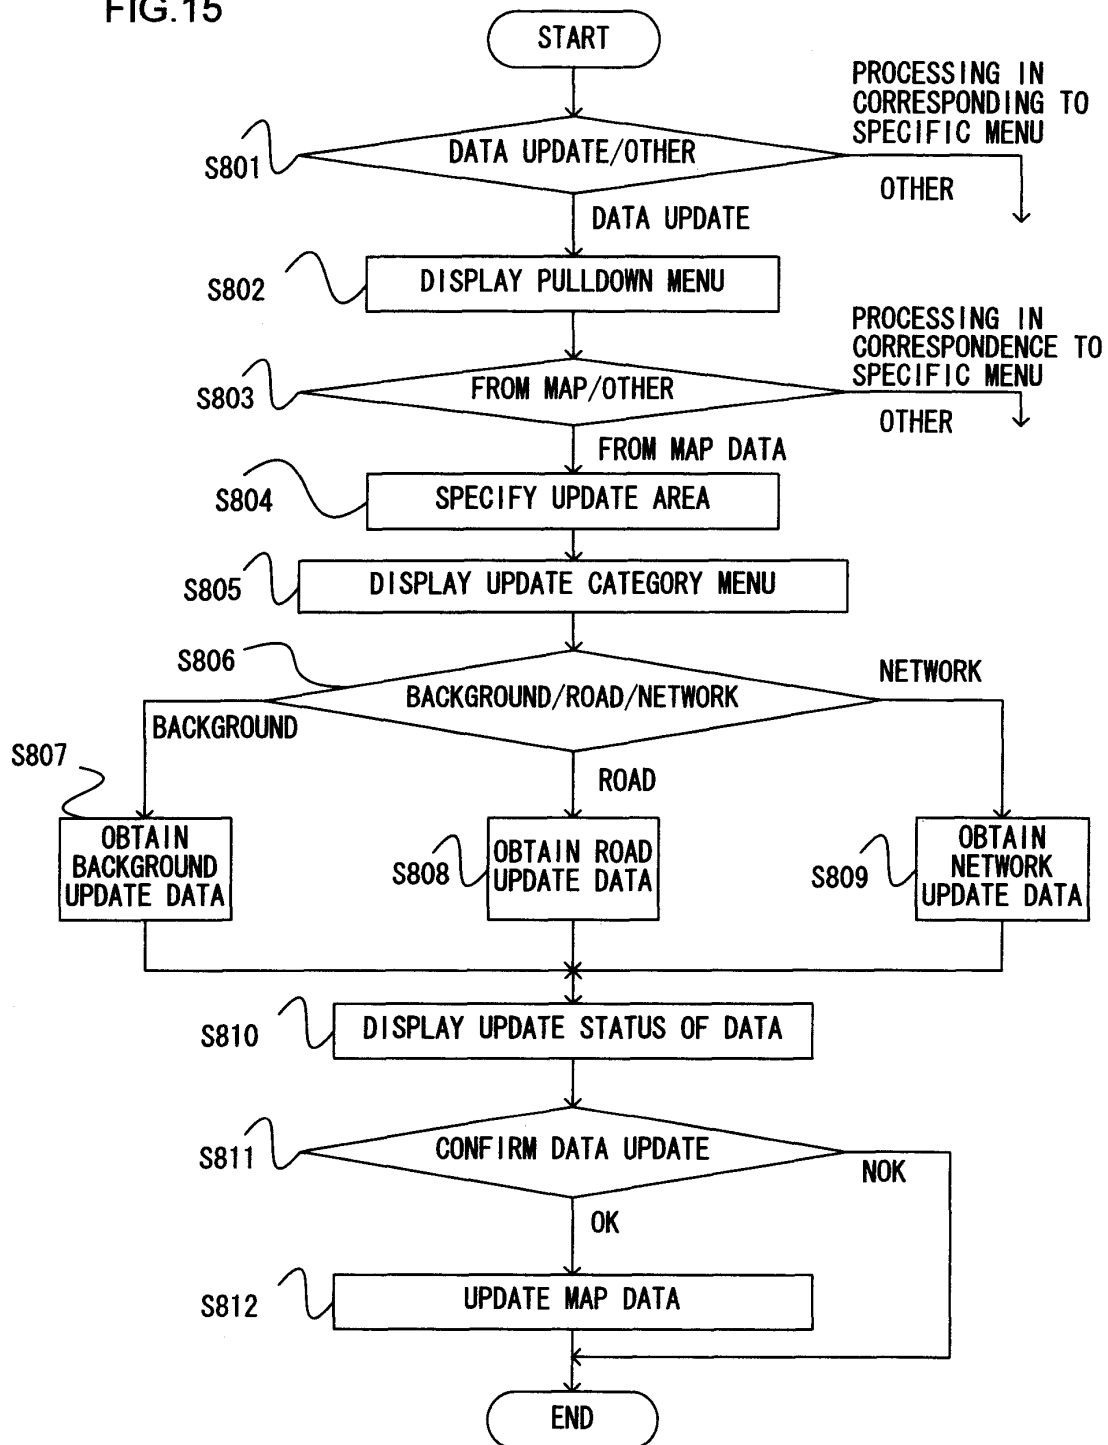 FIG.15
START
PROCESSING IN
CORRESPONDING TO
SPECIFIC MENU
S801
DATA UPDATE/OTHER
OTHER
DATA UPDATE
S802
DISPLAY PULLDOWN MENU
PROCESSING IN
CORRESPONDENCE TO
SPECIFIC MENU
S803
FROM MAP/OTHER
OTHER
FROM MAP DATA
S804
SPECIFY UPDATE AREA
S805
DISPLAY UPDATE CATEGORY MENU
S806
BACKGROUND/ROAD/NETWORK
NETWORK
BACKGROUND
ROAD
S807
OBTAIN
BACKGROUND
UPDATE DATA
S808
OBTAIN ROAD
UPDATE DATA
S809
OBTAIN
NETWORK
UPDATE DATA
S810
DISPLAY UPDATE STATUS OF DATA
S811
CONFIRM DATA UPDATE
NOK
OK
S812
UPDATE MAP DATA
END